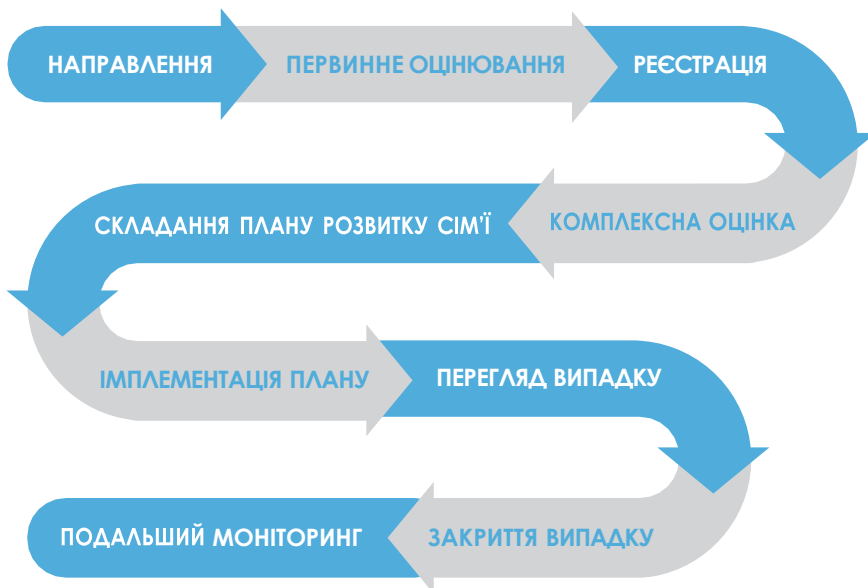 НАПРАВЛЕННЯ
ПЕРВИННЕ ОЦІНЮВАННЯ
РЕЄСТРАЦІЯ
КОМПЛЕКСНА ОЦІНКА
СКЛАДАННЯ ПЛАНУ РОЗВИТКУ СІМ’Ї
ІМПЛЕМЕНТАЦІЯ ПЛАНУ
ПЕРЕГЛЯД ВИПАДКУ
ЗАКРИТТЯ ВИПАДКУ
ПОДАЛЬШИЙ МОНІТОРИНГ